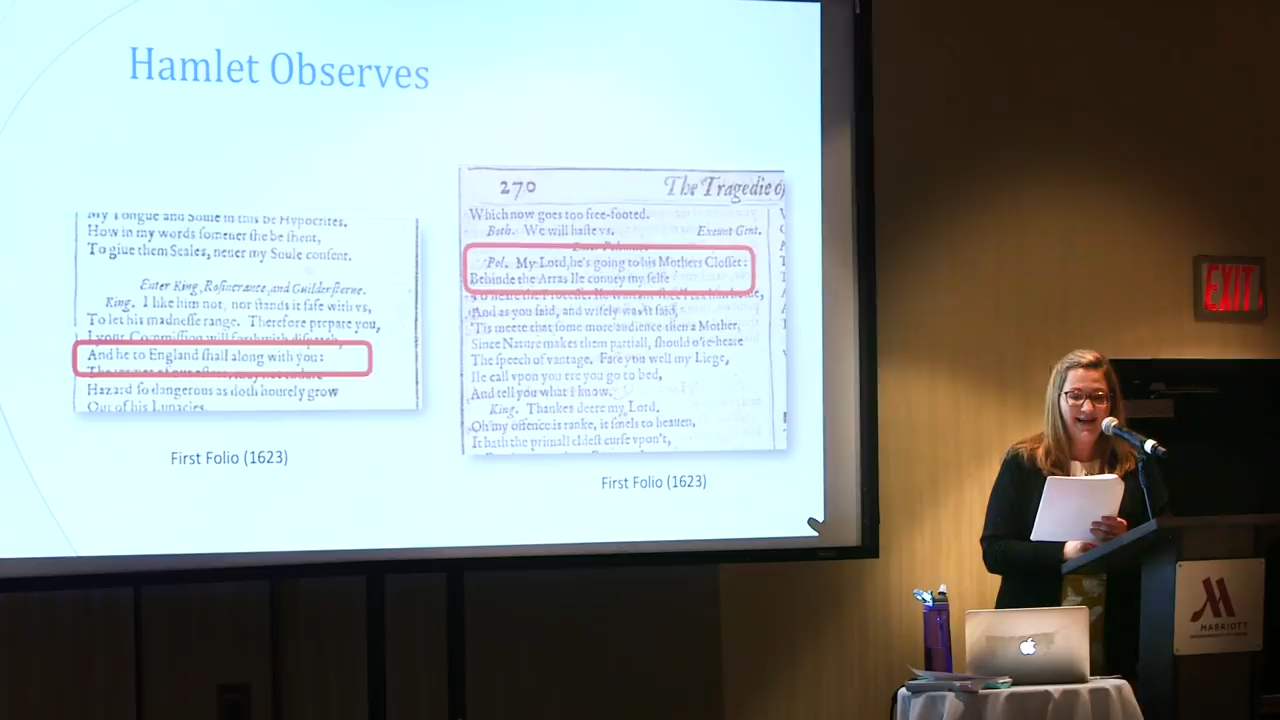 Hamlet Observes
My Tongue and Soule in this be Hypocrites.
How in my words someuer she be shent,
To giue them Seales, neuer my Soule consent.
Enter King, Rosincrance, and Guildensterne.
King. I like him not, nor stands it safe with vs,
To let his madnesse range. Therefore prepare you,
I your Commission will forthwith dispatch,
And he to England shall along with you:
Hazard so dangerous as doth hourely grow
Out of his Lunacies.
First Folio (1623)
270 The Tragedie of
Which now goes too free-footed.
Both. We will haste vs. Exeunt Gent.
Enter Polonius.
Pol. My Lord, he's going to his Mothers Closset:
Behinde the Arras Ile conuey my selfe
And as you said, and wisely was it said,
'Tis meete that some more audience then a Mother,
Since Nature makes them partiall, should o're-heare
The speech of vantage. Fare you well my Liege,
Ile call vpon you ere you go to bed,
And tell you what I know.
King. Thankes deere my Lord.
Oh my offence is ranke, it smels to heauen,
It hath the primall eldest curse vpon't,
First Folio (1623)
EXIT
MARRIOTT